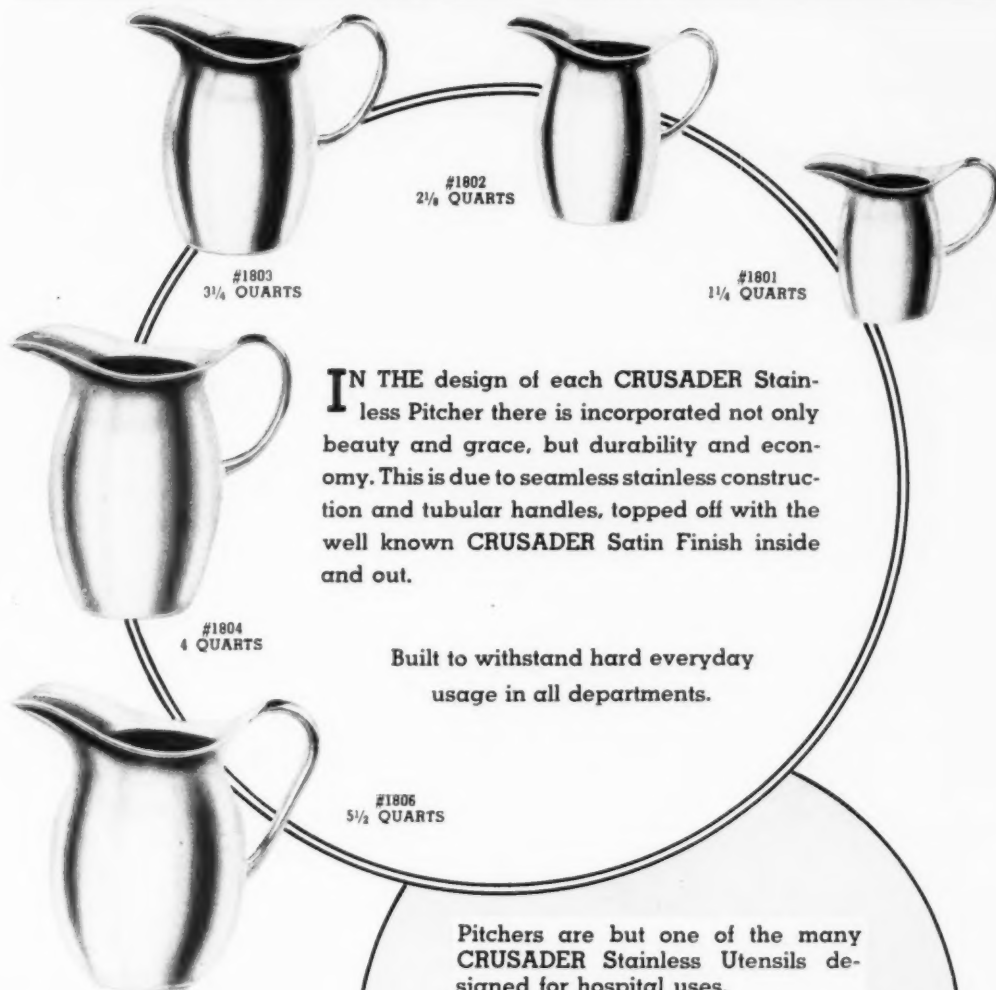 #1802
2⅛ QUARTS
#1803
3¼ QUARTS
#1801
1¼ QUARTS
IN THE design of each CRUSADER Stain-
less Pitcher there is incorporated not only
beauty and grace, but durability and econ-
omy. This is due to seamless stainless construc-
tion and tubular handles, topped off with the
well known CRUSADER Satin Finish inside
and out.
#1804
4 QUARTS
Built to withstand hard everyday
usage in all departments.
#1806
5½ QUARTS
Pitchers are but one of the many
CRUSADER Stainless Utensils de-
signed for hospital uses.